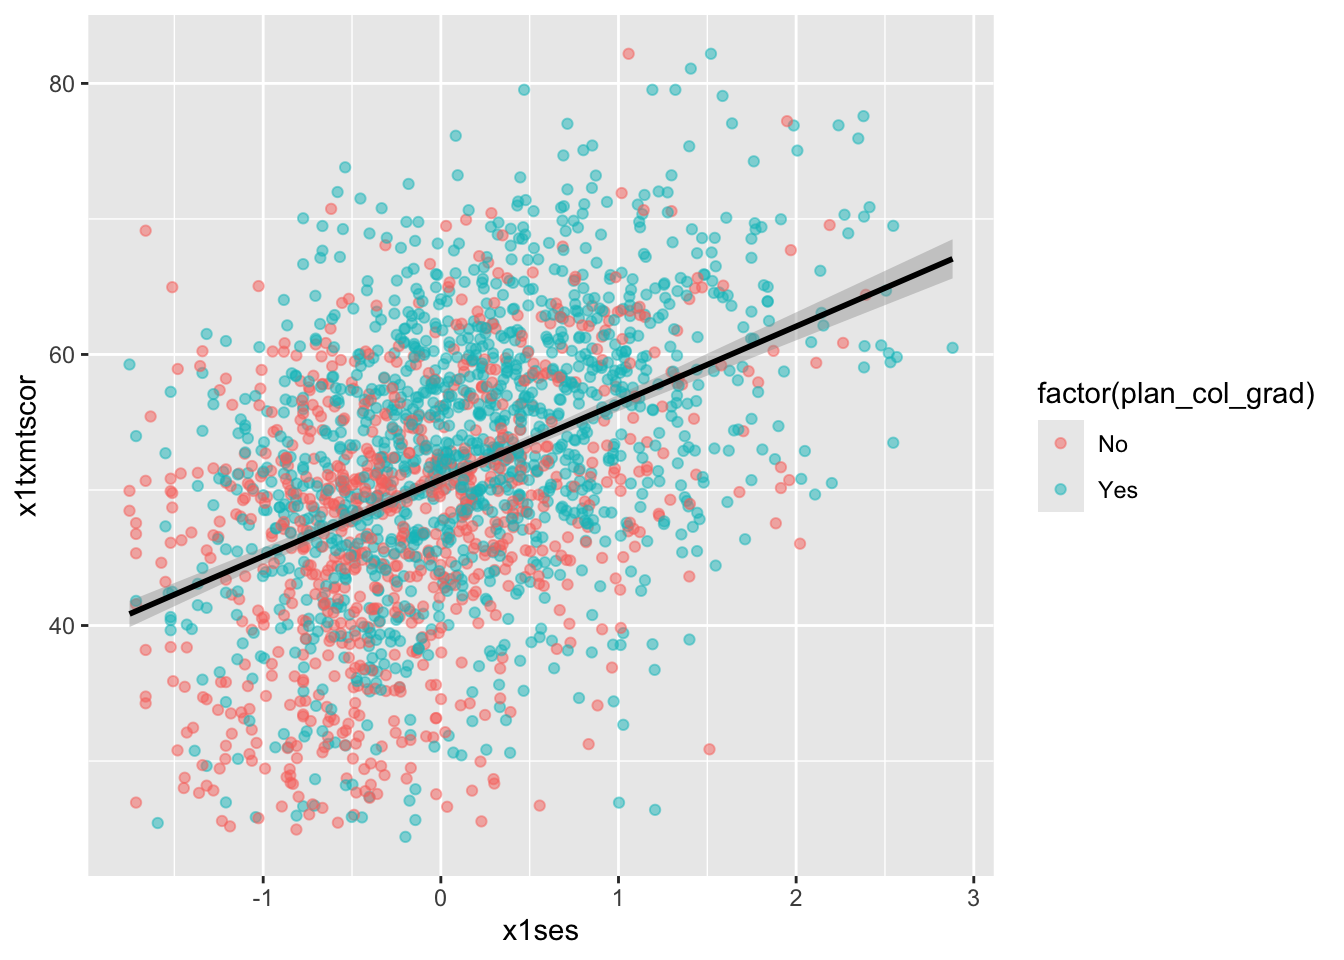 80
60
40
x1txmtscor
-1 0 1 2 3
x1ses
factor(plan_col_grad)
No
Yes